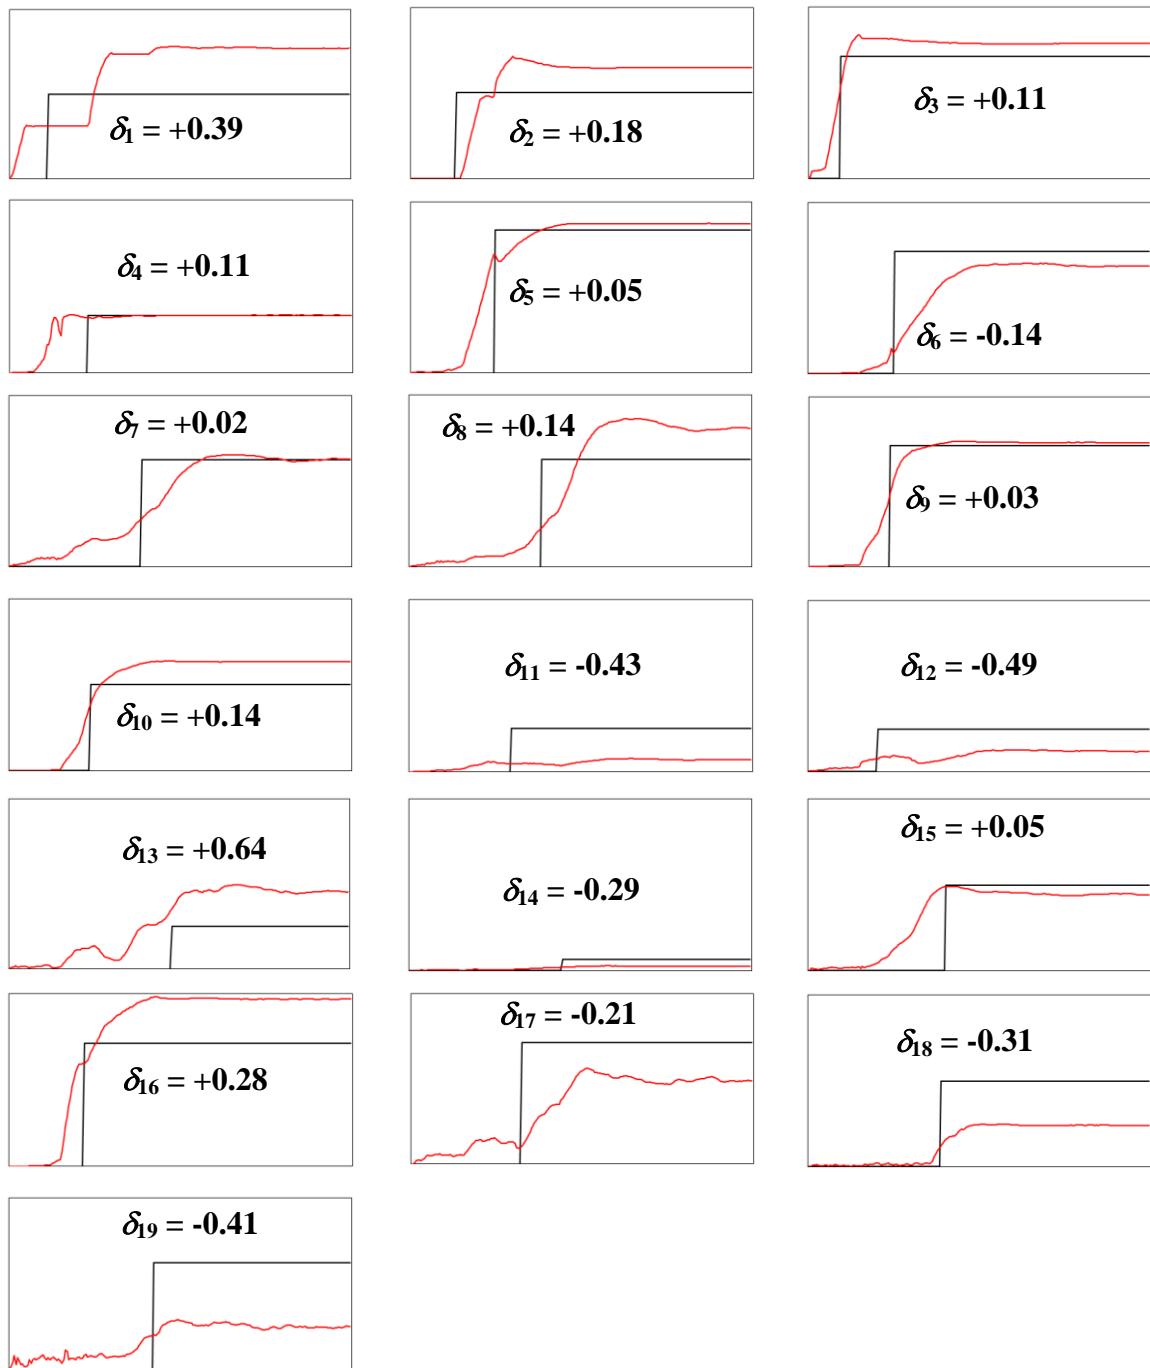 δ1 = +0.39
δ2 = +0.18
δ3 = +0.11
δ4 = +0.11
δ5 = +0.05
δ6 = -0.14
δ7 = +0.02
δ8 = +0.14
δ9 = +0.03
δ10 = +0.14
δ11 = -0.43
δ12 = -0.49
δ13 = +0.64
δ14 = -0.29
δ15 = +0.05
δ16 = +0.28
δ17 = -0.21
δ18 = -0.31
δ19 = -0.41